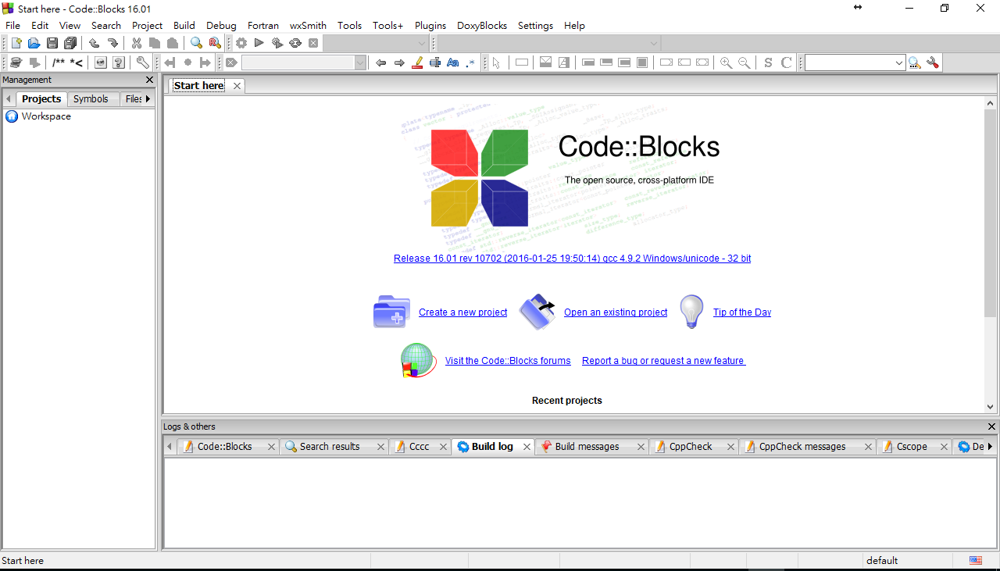 Start here - Code::Blocks 16.01
File Edit View Search Project Build Debug Fortran wxSmith Tools Tools+ Plugins DoxyBlocks Settings Help
/** *< Aa .* S C
Management
Projects Symbols Files
Workspace
Start here
Code::Blocks
The open source, cross-platform IDE
Release 16.01 rev 10702 (2016-01-25 19:50:14) gcc 4.9.2 Windows/unicode - 32 bit
Create a new project Open an existing project Tip of the Day
Visit the Code::Blocks forums Report a bug or request a new feature
Recent projects
Logs & others
Code::Blocks Search results Cccc Build log Build messages CppCheck CppCheck messages Cscope De
Start here default